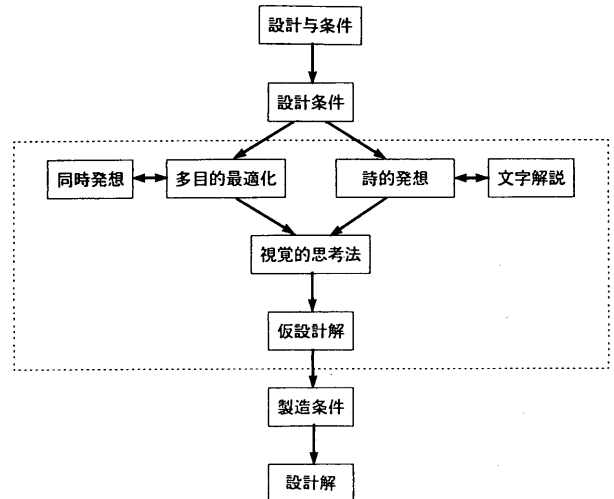 設計与条件
設計条件
同時発想
多目的最適化
詩的発想
文字解説
視覚的思考法
仮設計解
製造条件
設計解